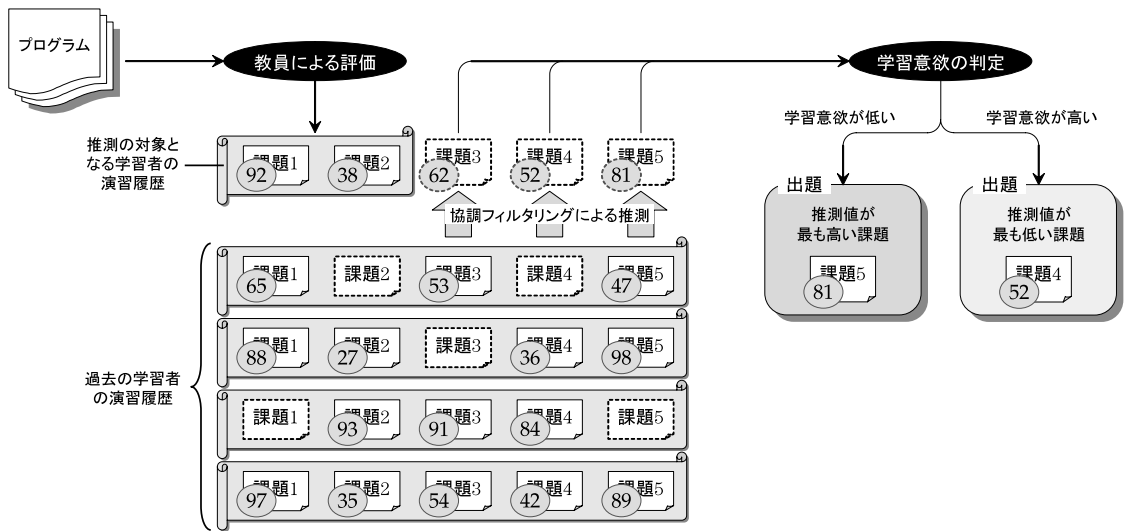 プログラム
教員による評価
学習意欲の判定
学習意欲が低い
学習意欲が高い
推測の対象と
なる学習者の
演習履歴
課題1
92
課題2
38
課題3
62
課題4
52
課題5
81
協調フィルタリングによる推測
出題
推測値が
最も高い課題
課題5
81
出題
推測値が
最も低い課題
課題4
52
過去の学習者
の演習履歴
課題1
65
課題2
課題3
53
課題4
課題5
47
課題1
88
課題2
27
課題3
課題4
36
課題5
98
課題1
課題2
93
課題3
91
課題4
84
課題5
課題1
97
課題2
35
課題3
54
課題4
42
課題5
89